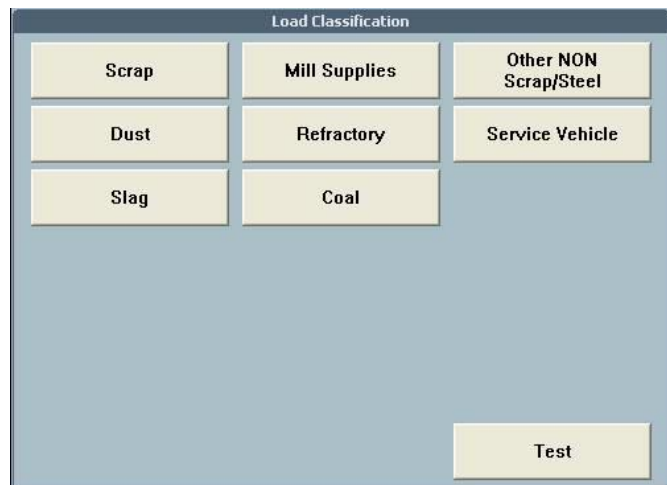 Load Classification
Scrap
Mill Supplies
Other NON
Scrap/Steel
Dust
Refractory
Service Vehicle
Slag
Coal
Test